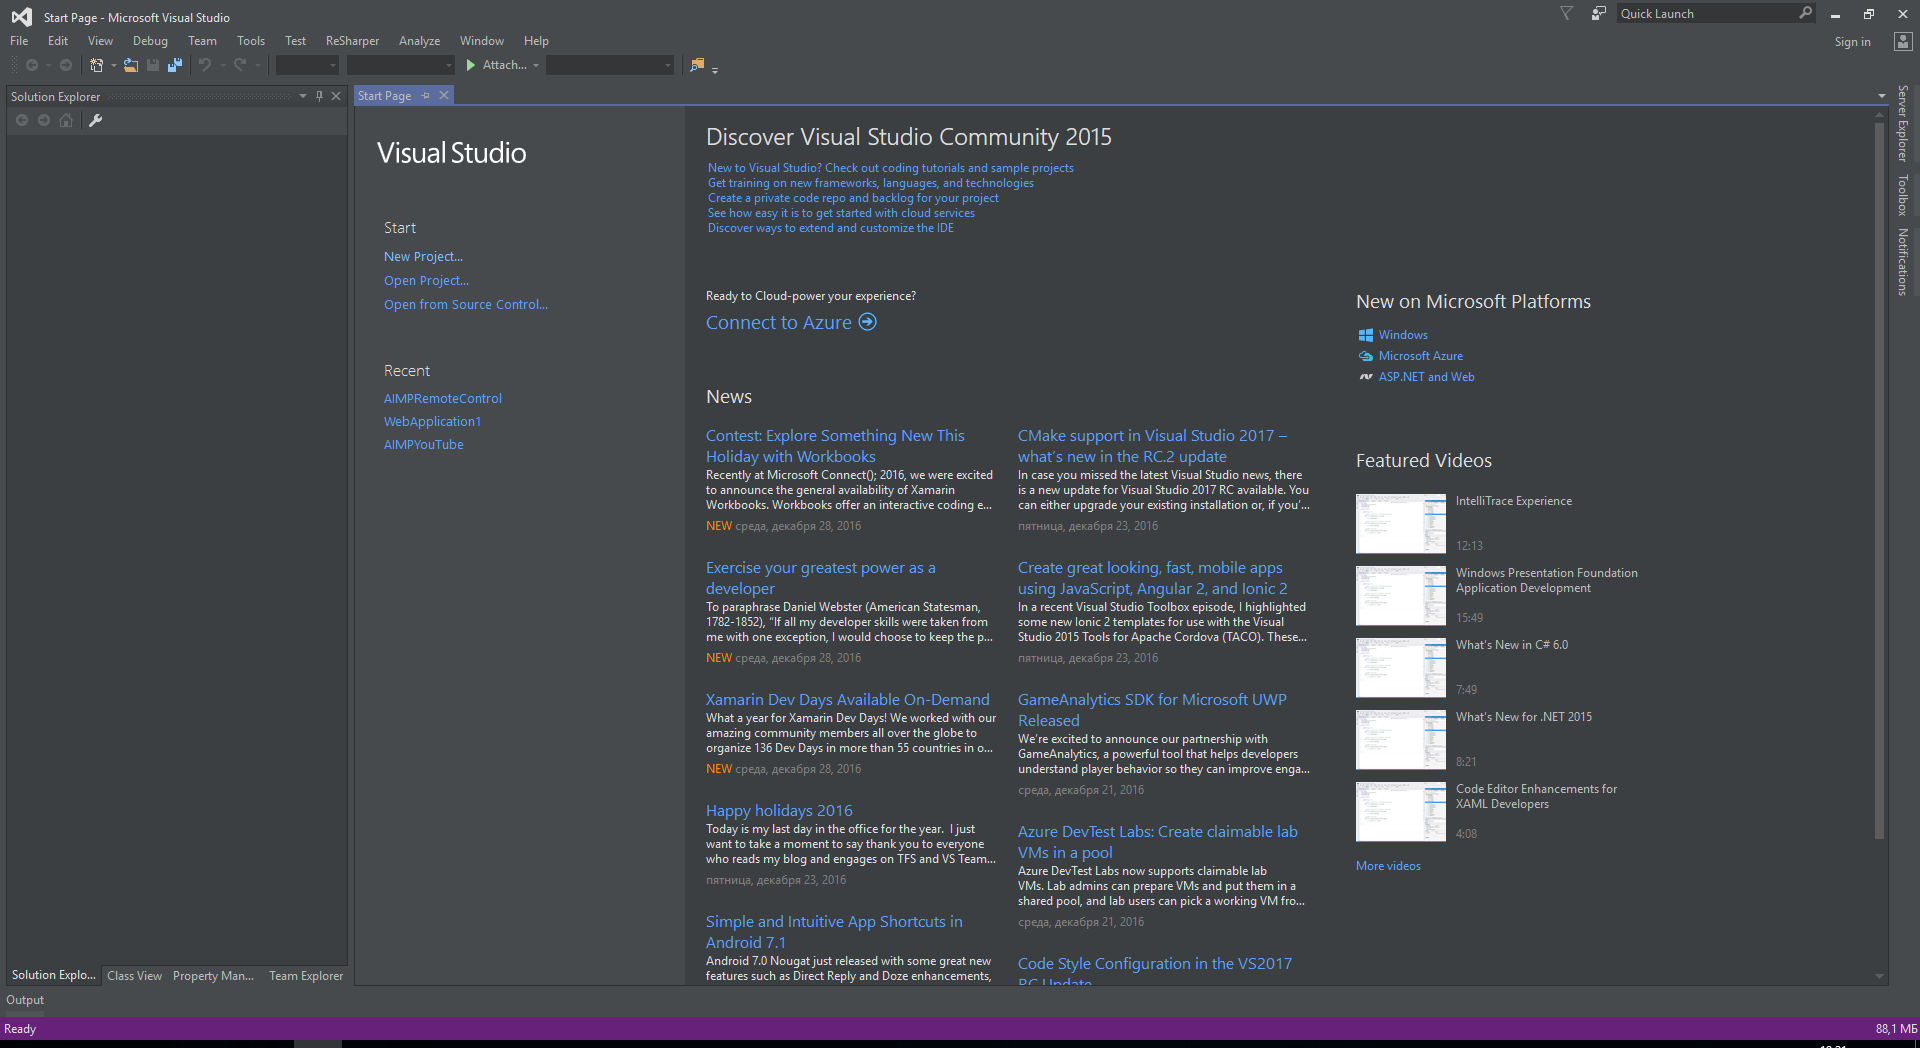 Start Page - Microsoft Visual Studio
Quick Launch
File Edit View Debug Team Tools Test ReSharper Analyze Window Help
Sign in
Attach...
Solution Explorer
Start Page
Server Explorer
Toolbox
Notifications
Visual Studio
Start
New Project...
Open Project...
Open from Source Control...
Recent
AIMPRemoteControl
WebApplication1
AIMPYouTube
Discover Visual Studio Community 2015
New to Visual Studio? Check out coding tutorials and sample projects
Get training on new frameworks, languages, and technologies
Create a private code repo and backlog for your project
See how easy it is to get started with cloud services
Discover ways to extend and customize the IDE
Ready to Cloud-power your experience?
Connect to Azure
News
Contest: Explore Something New This
Holiday with Workbooks
Recently at Microsoft Connect(); 2016, we were excited
to announce the general availability of Xamarin
Workbooks. Workbooks offer an interactive coding e...
NEW среда, декабря 28, 2016
Exercise your greatest power as a
developer
To paraphrase Daniel Webster (American Statesman,
1782-1852), “If all my developer skills were taken from
me with one exception, I would choose to keep the p...
NEW среда, декабря 28, 2016
Xamarin Dev Days Available On-Demand
What a year for Xamarin Dev Days! We worked with our
amazing community members all over the globe to
organize 136 Dev Days in more than 55 countries in o...
NEW среда, декабря 28, 2016
Happy holidays 2016
Today is my last day in the office for the year. I just
want to take a moment to say thank you to everyone
who reads my blog and engages on TFS and VS Team...
пятница, декабря 23, 2016
Simple and Intuitive App Shortcuts in
Android 7.1
Android 7.0 Nougat just released with some great new
features such as Direct Reply and Doze enhancements,
CMake support in Visual Studio 2017 –
what’s new in the RC.2 update
In case you missed the latest Visual Studio news, there
is a new update for Visual Studio 2017 RC available. You
can either upgrade your existing installation or, if you’...
пятница, декабря 23, 2016
Create great looking, fast, mobile apps
using JavaScript, Angular 2, and Ionic 2
In a recent Visual Studio Toolbox episode, I highlighted
some new Ionic 2 templates for use with the Visual
Studio 2015 Tools for Apache Cordova (TACO). These...
пятница, декабря 23, 2016
GameAnalytics SDK for Microsoft UWP
Released
We’re excited to announce our partnership with
GameAnalytics, a powerful tool that helps developers
understand player behavior so they can improve enga...
среда, декабря 21, 2016
Azure DevTest Labs: Create claimable lab
VMs in a pool
Azure DevTest Labs now supports claimable lab
VMs. Lab admins can prepare VMs and put them in a
shared pool, and lab users can pick a working VM fro...
среда, декабря 21, 2016
Code Style Configuration in the VS2017
RC Update
New on Microsoft Platforms
Windows
Microsoft Azure
ASP.NET and Web
Featured Videos
IntelliTrace Experience
12:13
Windows Presentation Foundation
Application Development
15:49
What's New in C# 6.0
7:49
What's New for .NET 2015
8:21
Code Editor Enhancements for
XAML Developers
4:08
More videos
Solution Explo... Class View Property Man... Team Explorer
Output
Ready
88,1 МБ